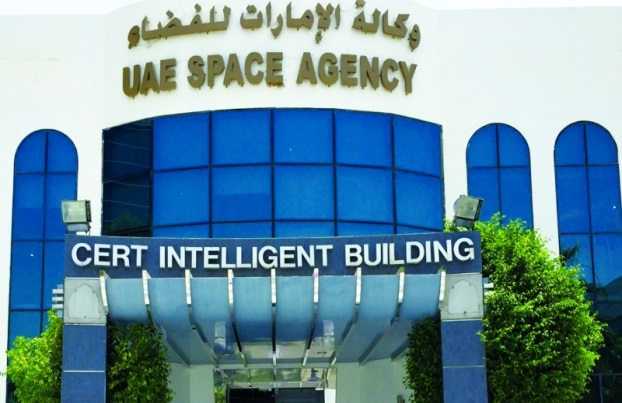 وكالة الإمارات للفضاء
UAE SPACE AGENCY
CERT INTELLIGENT BUILDING